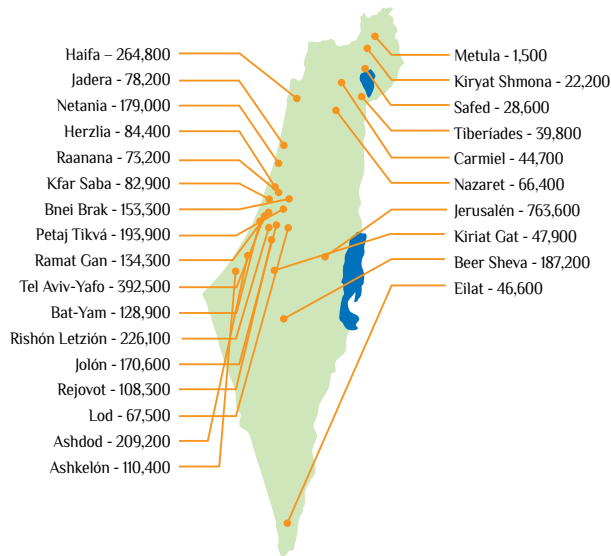 Haifa – 264,800
Jadera - 78,200
Netania - 179,000
Herzlia - 84,400
Raanana - 73,200
Kfar Saba - 82,900
Bnei Brak - 153,300
Petaj Tikvá - 193,900
Ramat Gan - 134,300
Tel Aviv-Yafo - 392,500
Bat-Yam - 128,900
Rishón Letzión - 226,100
Jolón - 170,600
Rejovot - 108,300
Lod - 67,500
Ashdod - 209,200
Ashkelón - 110,400
Metula - 1,500
Kiryat Shmona - 22,200
Safed - 28,600
Tiberíades - 39,800
Carmiel - 44,700
Nazaret - 66,400
Jerusalén - 763,600
Kiriat Gat - 47,900
Beer Sheva - 187,200
Eilat - 46,600